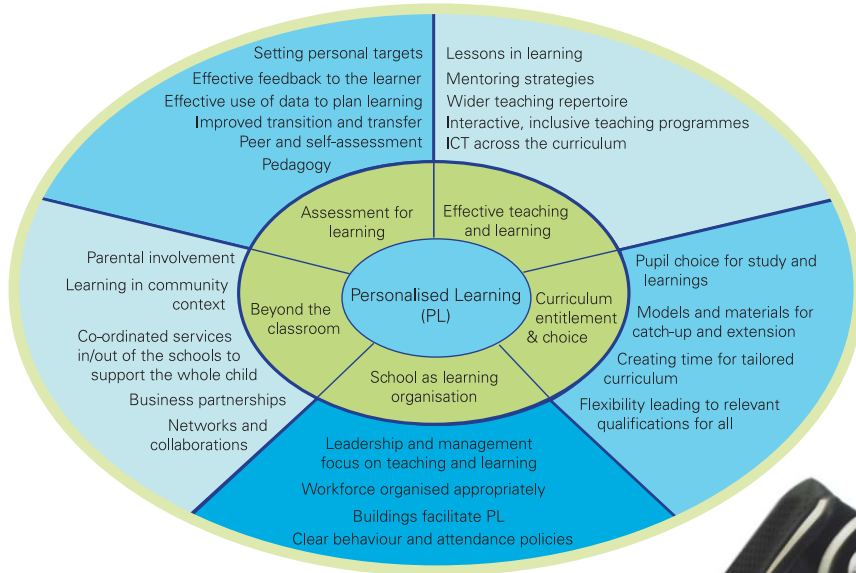 Setting personal targets
Effective feedback to the learner
Effective use of data to plan learning
Improved transition and transfer
Peer and self-assessment
Pedagogy
Lessons in learning
Mentoring strategies
Wider teaching repertoire
Interactive, inclusive teaching programmes
ICT across the curriculum
Assessment for
learning
Effective teaching
and learning
Parental involvement
Learning in community
context
Co-ordinated services
in/out of the schools to
support the whole child
Business partnerships
Networks and
collaborations
Beyond the
classroom
Personalised Learning
(PL)
Curriculum
entitlement
& choice
Pupil choice for study and
learnings
Models and materials for
catch-up and extension
Creating time for tailored
curriculum
Flexibility leading to relevant
qualifications for all
School as learning
organisation
Leadership and management
focus on teaching and learning
Workforce organised appropriately
Buildings facilitate PL
Clear behaviour and attendance policies